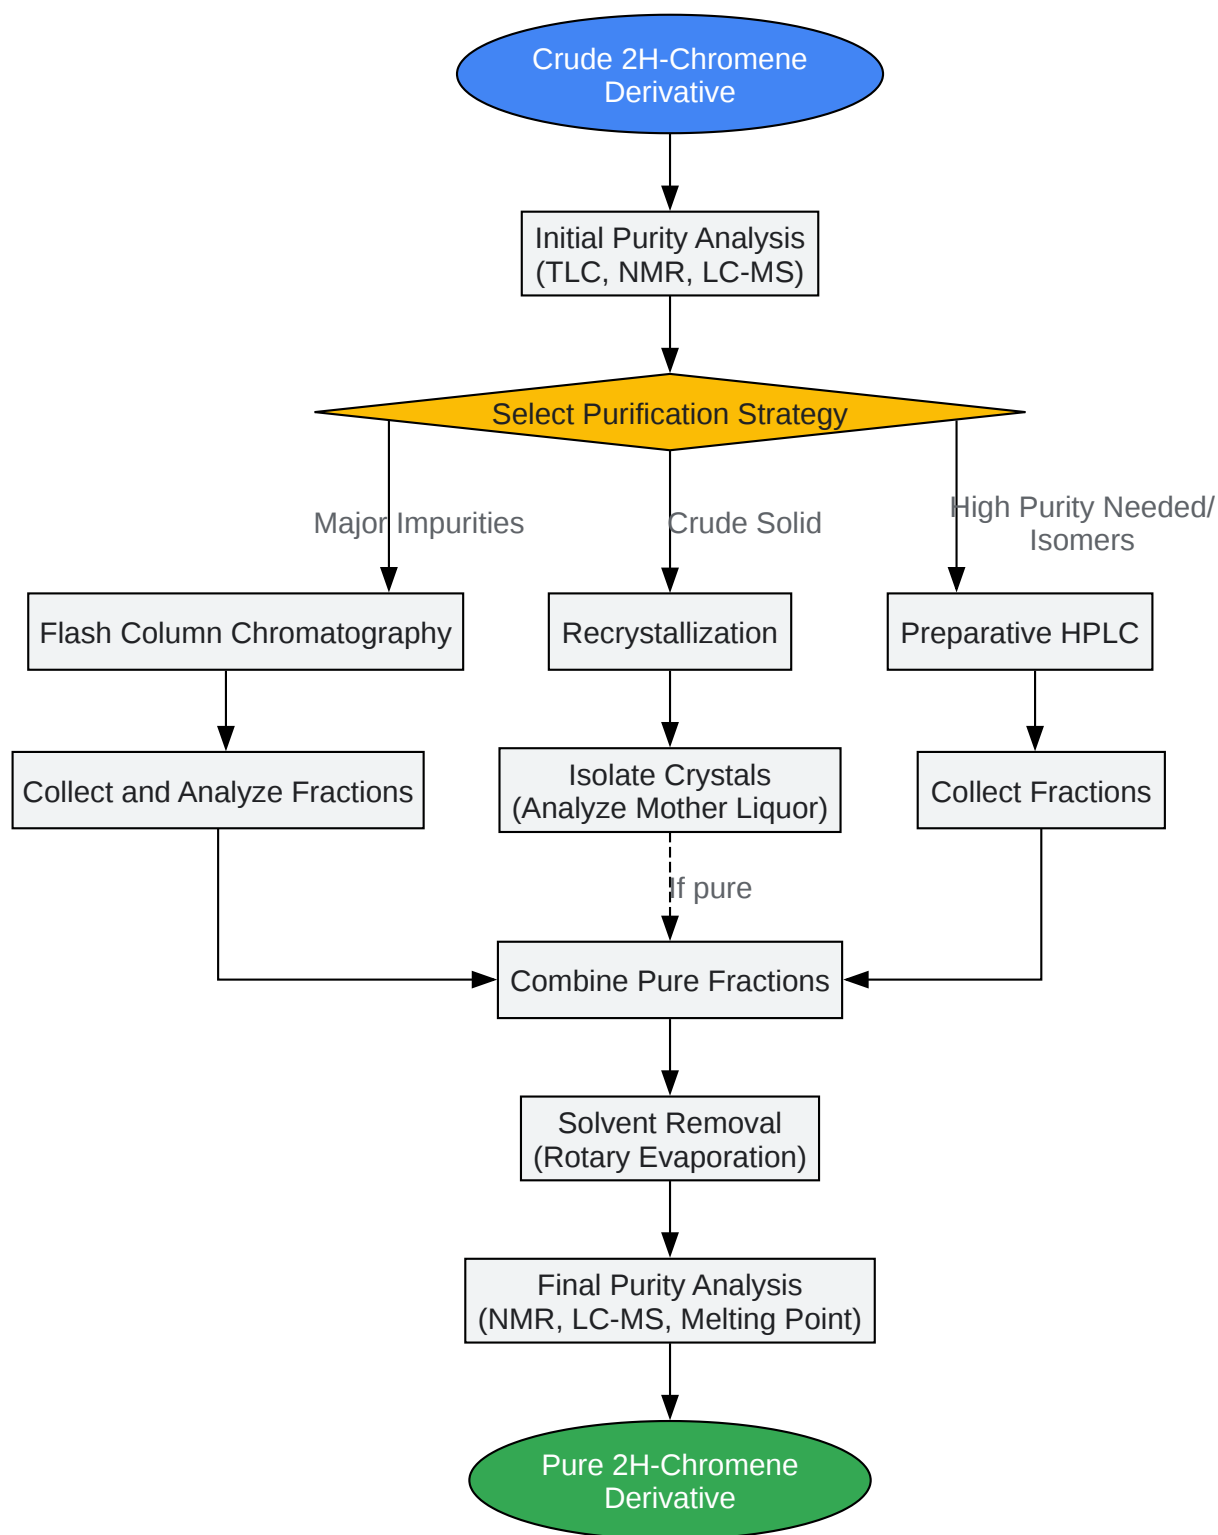 Crude 2H-Chromene
Derivative
Initial Purity Analysis
(TLC, NMR, LC-MS)
Select Purification Strategy
Major Impurities
Crude Solid
High Purity Needed/
Isomers
Flash Column Chromatography
Recrystallization
Preparative HPLC
Collect and Analyze Fractions
Isolate Crystals
(Analyze Mother Liquor)
Collect Fractions
If pure
Combine Pure Fractions
Solvent Removal
(Rotary Evaporation)
Final Purity Analysis
(NMR, LC-MS, Melting Point)
Pure 2H-Chromene
Derivative